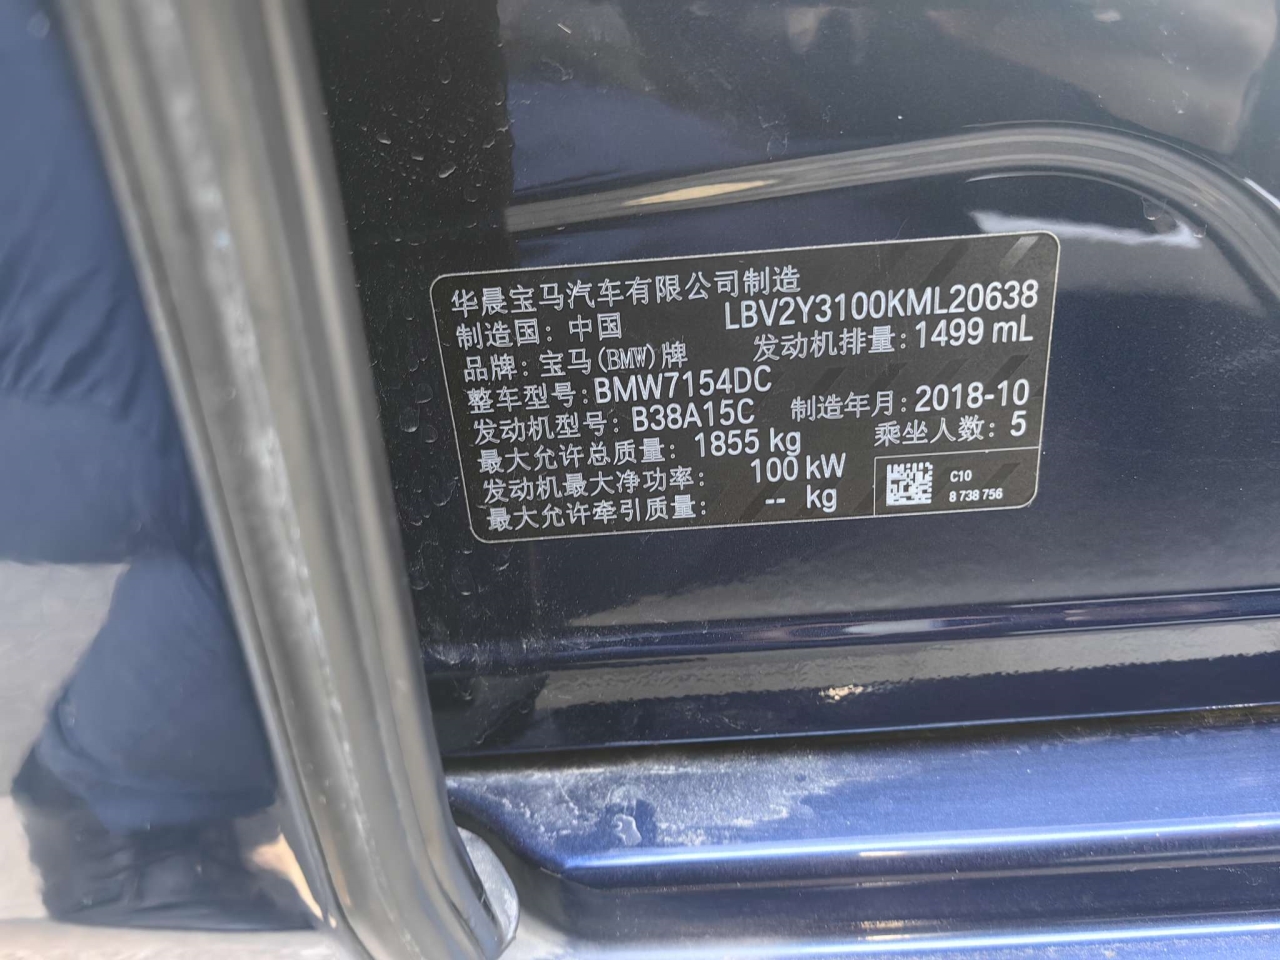 华晨宝马汽车有限公司制造
制造国：中国 LBV2Y3100KML20638
品牌：宝马(BMW)牌 发动机排量：1499 mL
整车型号：BMW7154DC
发动机型号：B38A15C 制造年月：2018-10
最大允许总质量：1855 kg 乘坐人数：5
发动机最大净功率：100 kW
最大允许牵引质量：-- kg
C10
8 738 756